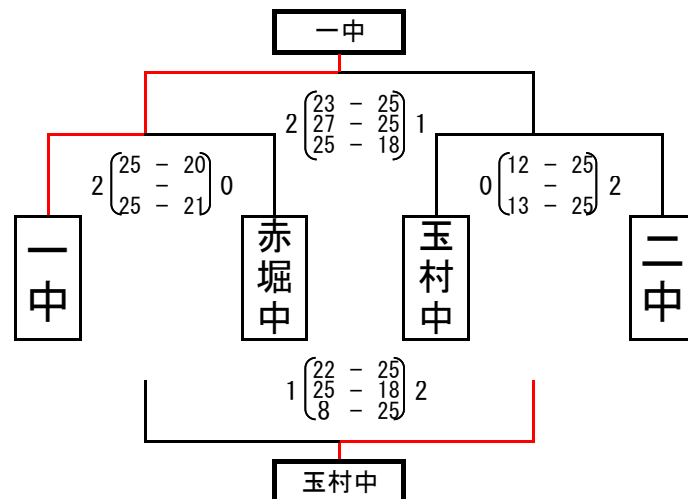 一中
23 － 25
2 27 － 25 1
25 － 18
25 － 20
2 － 0
25 － 21
12 － 25
0 － 2
13 － 25
一中
赤堀中
玉村中
二中
22 － 25
1 25 － 18 2
8 － 25
玉村中